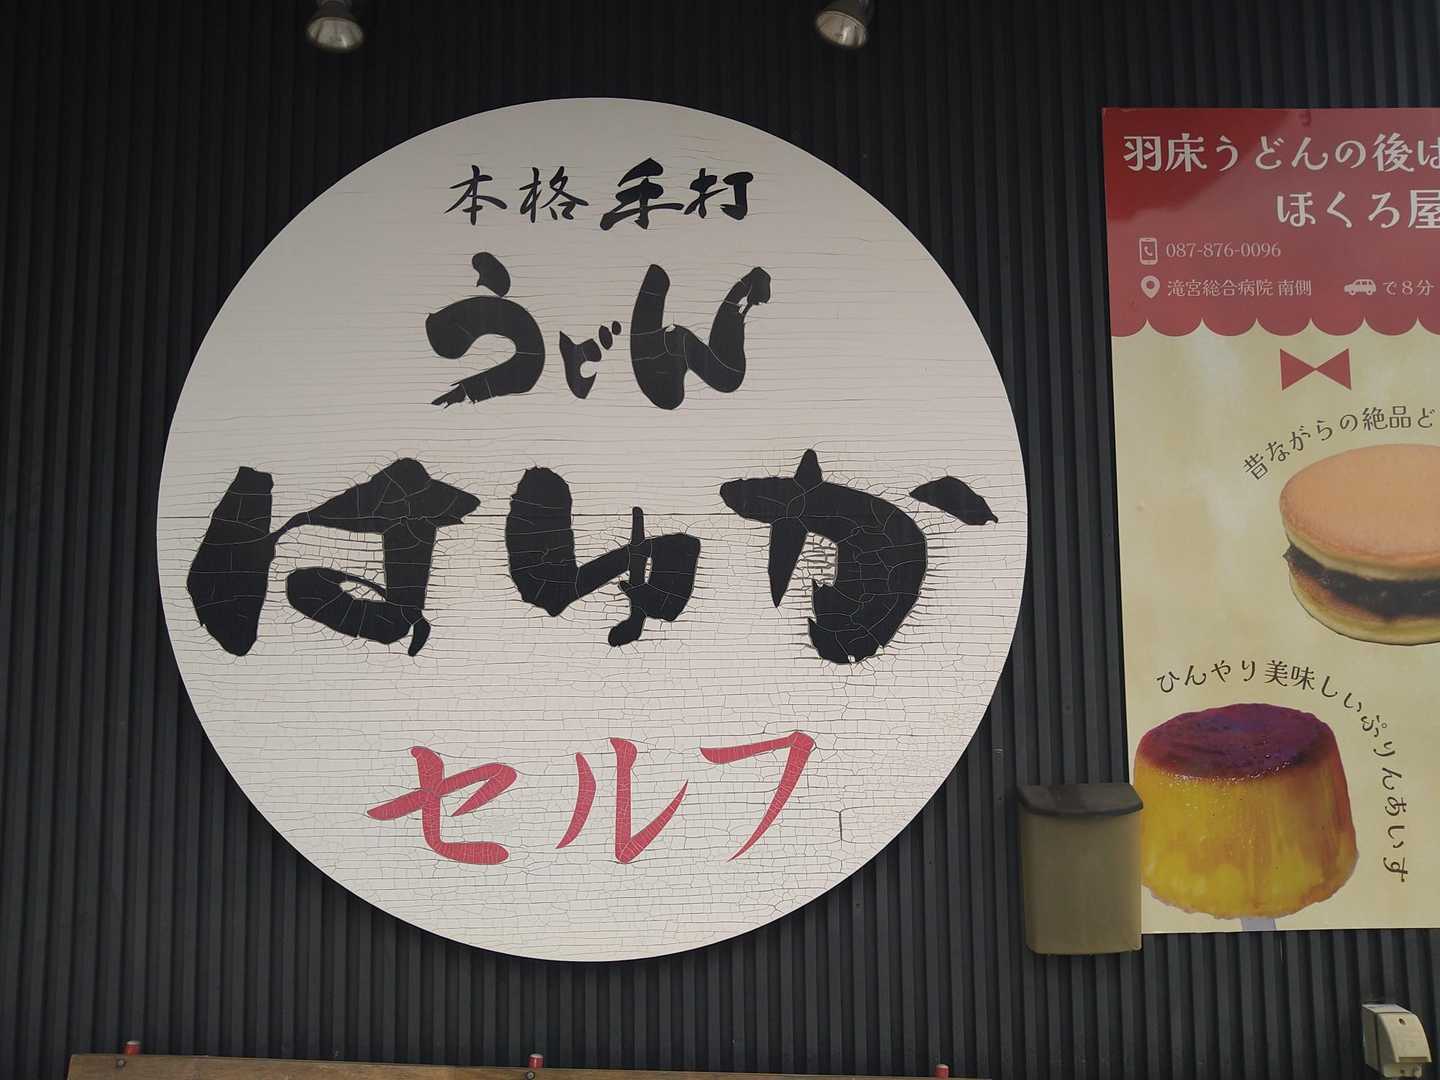 本格手打
うどん
はゆか
セルフ
羽床うどんの後は
ほくろ屋
087-876-0096
滝宮総合病院 南側 で8分
昔ながらの絶品ど
ひんやり美味しいぷりんあいす